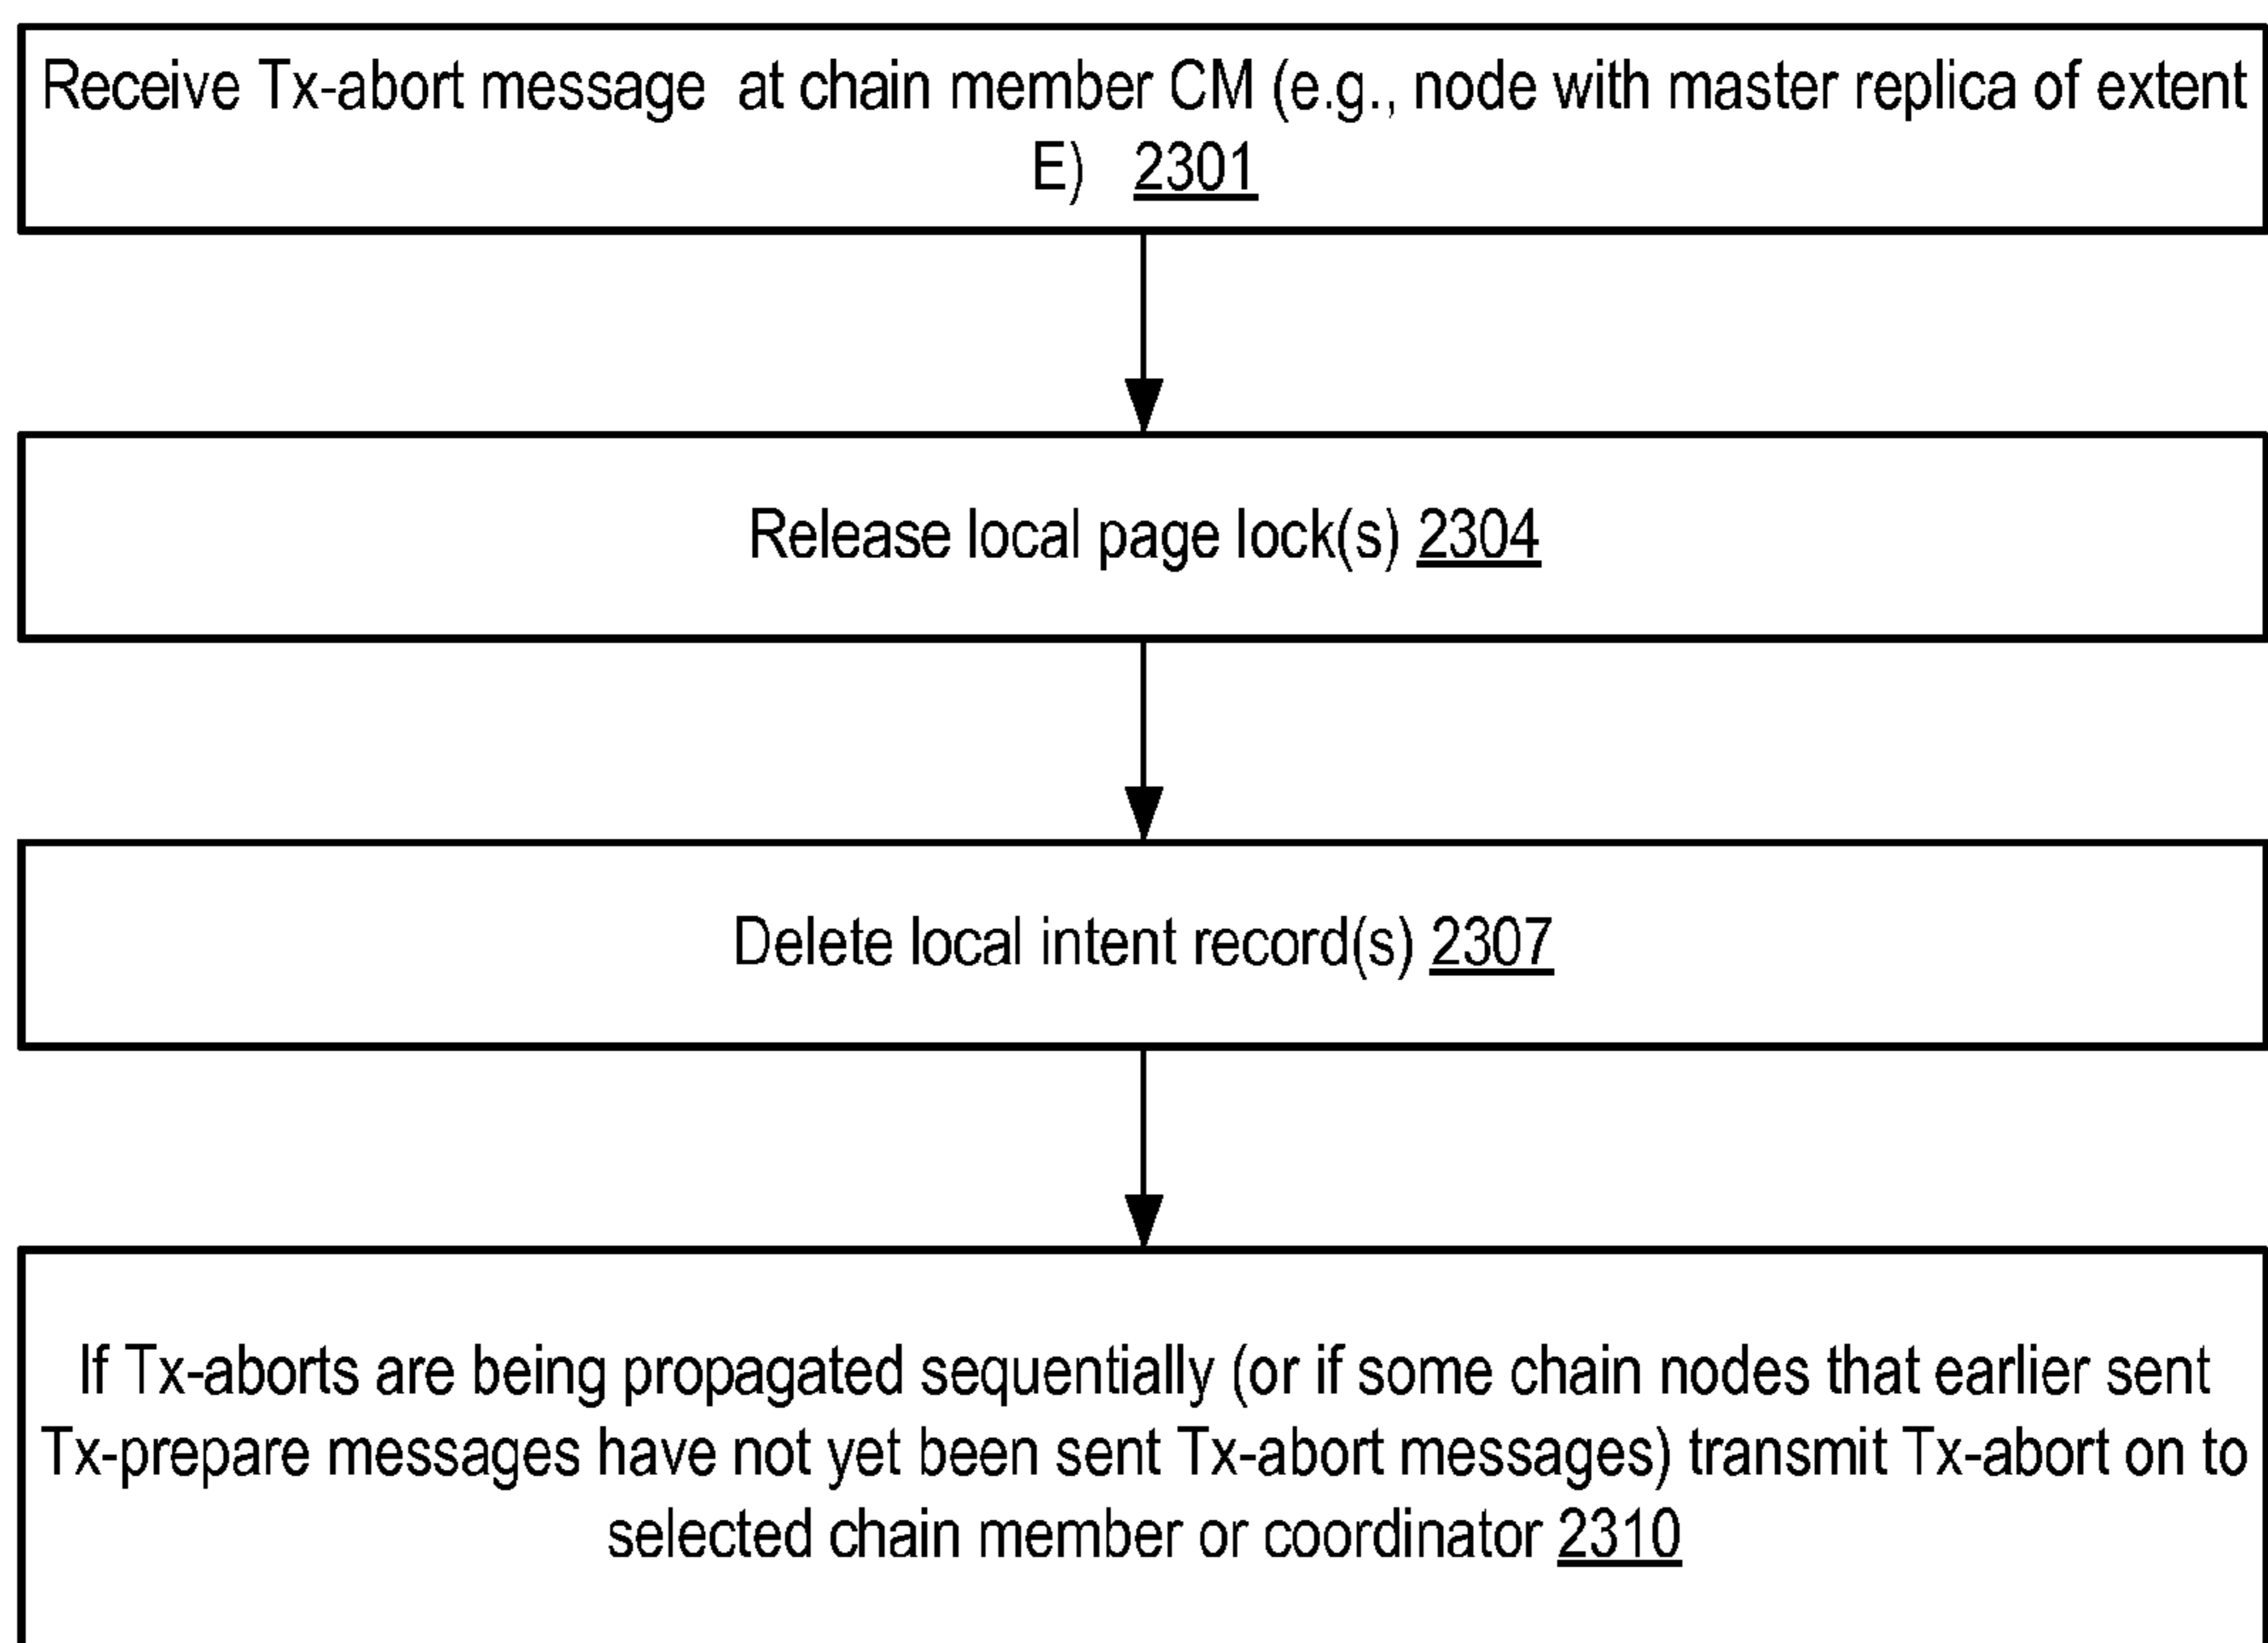 Receive Tx-abort message at chain member CM (e.g., node with master replica of extent
E) 2301
Release local page lock(s) 2304
Delete local intent record(s) 2307
If Tx-aborts are being propagated sequentially (or if some chain nodes that earlier sent
Tx-prepare messages have not yet been sent Tx-abort messages) transmit Tx-abort on to
selected chain member or coordinator 2310